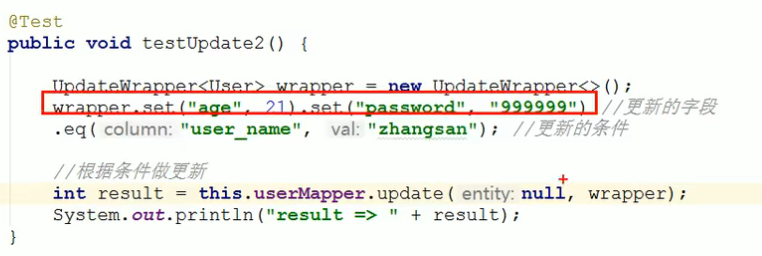 @Test
public void testUpdate2() {
UpdateWrapper<User> wrapper = new UpdateWrapper<>();
wrapper.set("age", 21).set("password", "999999") //更新的字段
.eq( column: "user_name", val: "zhangsan"); //更新的条件
//根据条件做更新
int result = this.userMapper.update( entity: null, wrapper);
System.out.println("result => " + result);
}